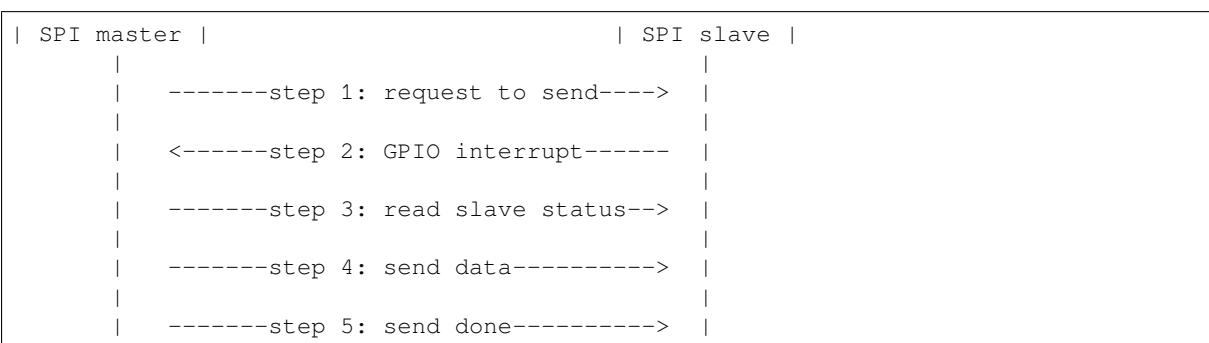 | SPI master |                             | SPI slave |
      |                                         |
      |   -------step 1: request to send---->   |
      |                                         |
      |   <------step 2: GPIO interrupt------   |
      |                                         |
      |   -------step 3: read slave status-->   |
      |                                         |
      |   -------step 4: send data---------->   |
      |                                         |
      |   -------step 5: send done---------->   |